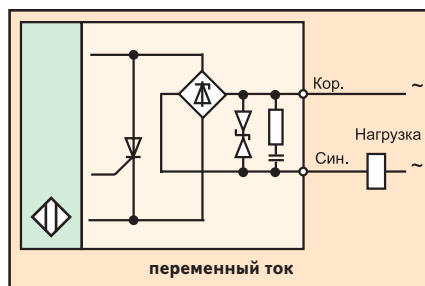 Кор.
~
Нагрузка
Син.
~
переменный ток